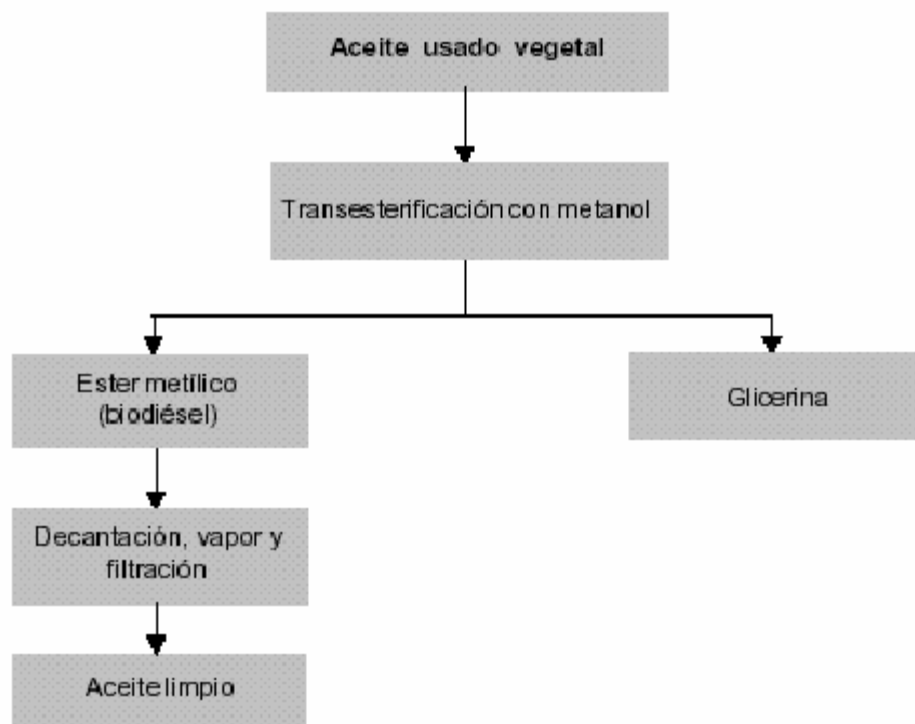 Aceite usado vegetal
Transesterificación con metanol
Ester metílico
(biodiésel)
Glicerina
Decantación, vapor y
filtración
Aceite limpio